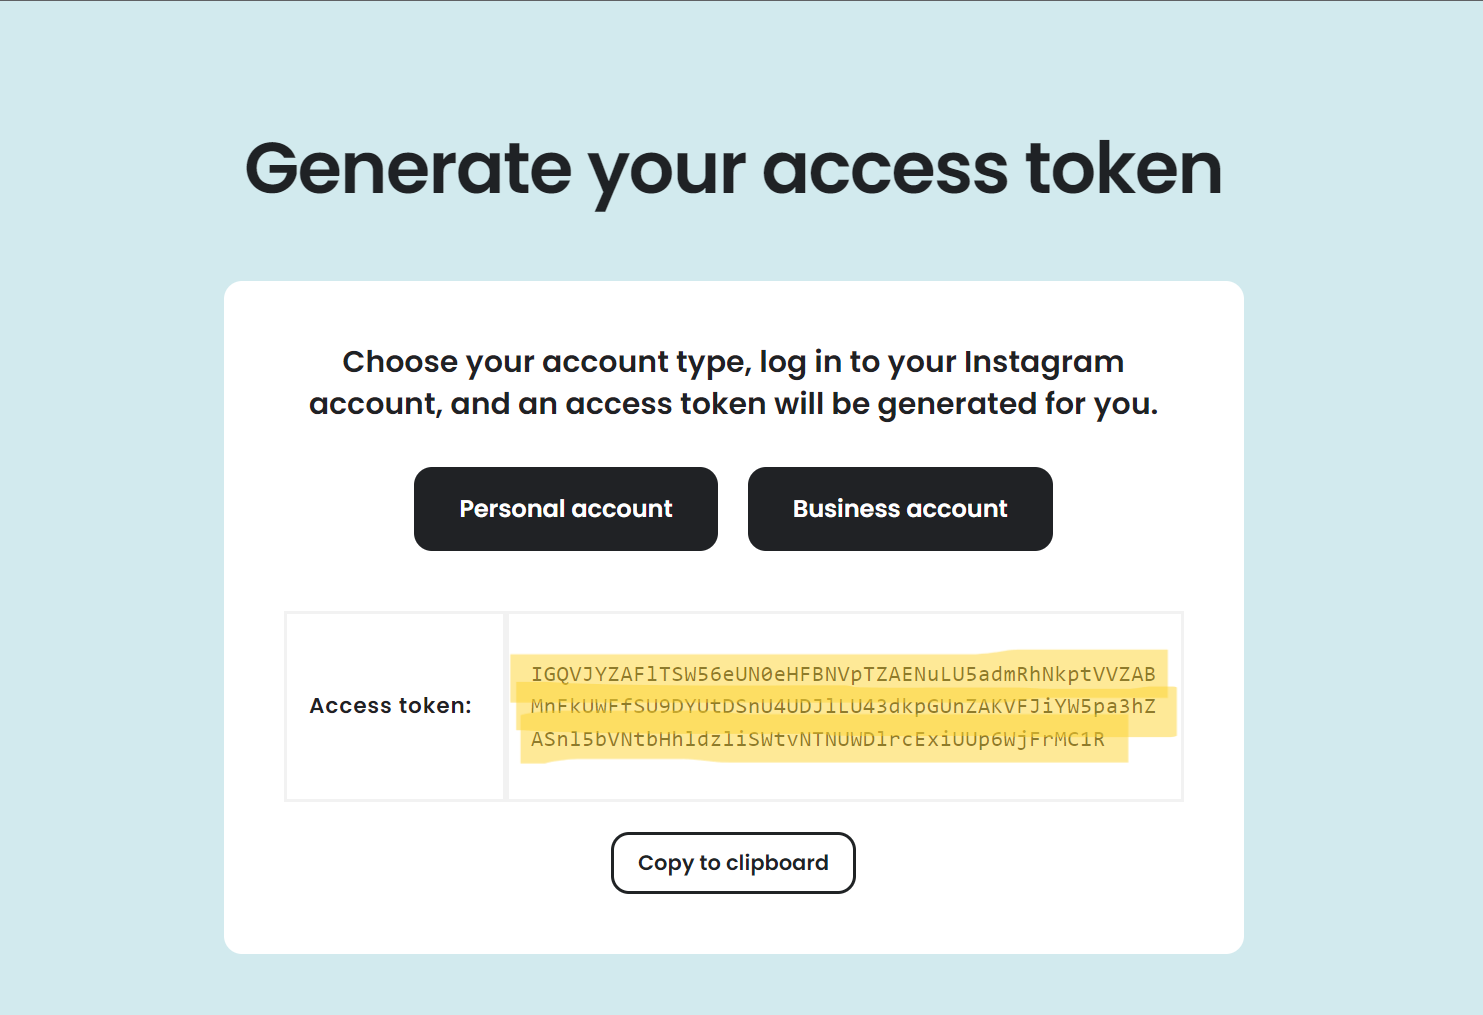 Generate your access token
Choose your account type, log in to your Instagram
account, and an access token will be generated for you.
Personal account
Business account
Access token:
IGQVJYZAFlTSW56eUN0eHFBNVpTZAENuLU5admRhNkptVVZAB
Copy to clipboard